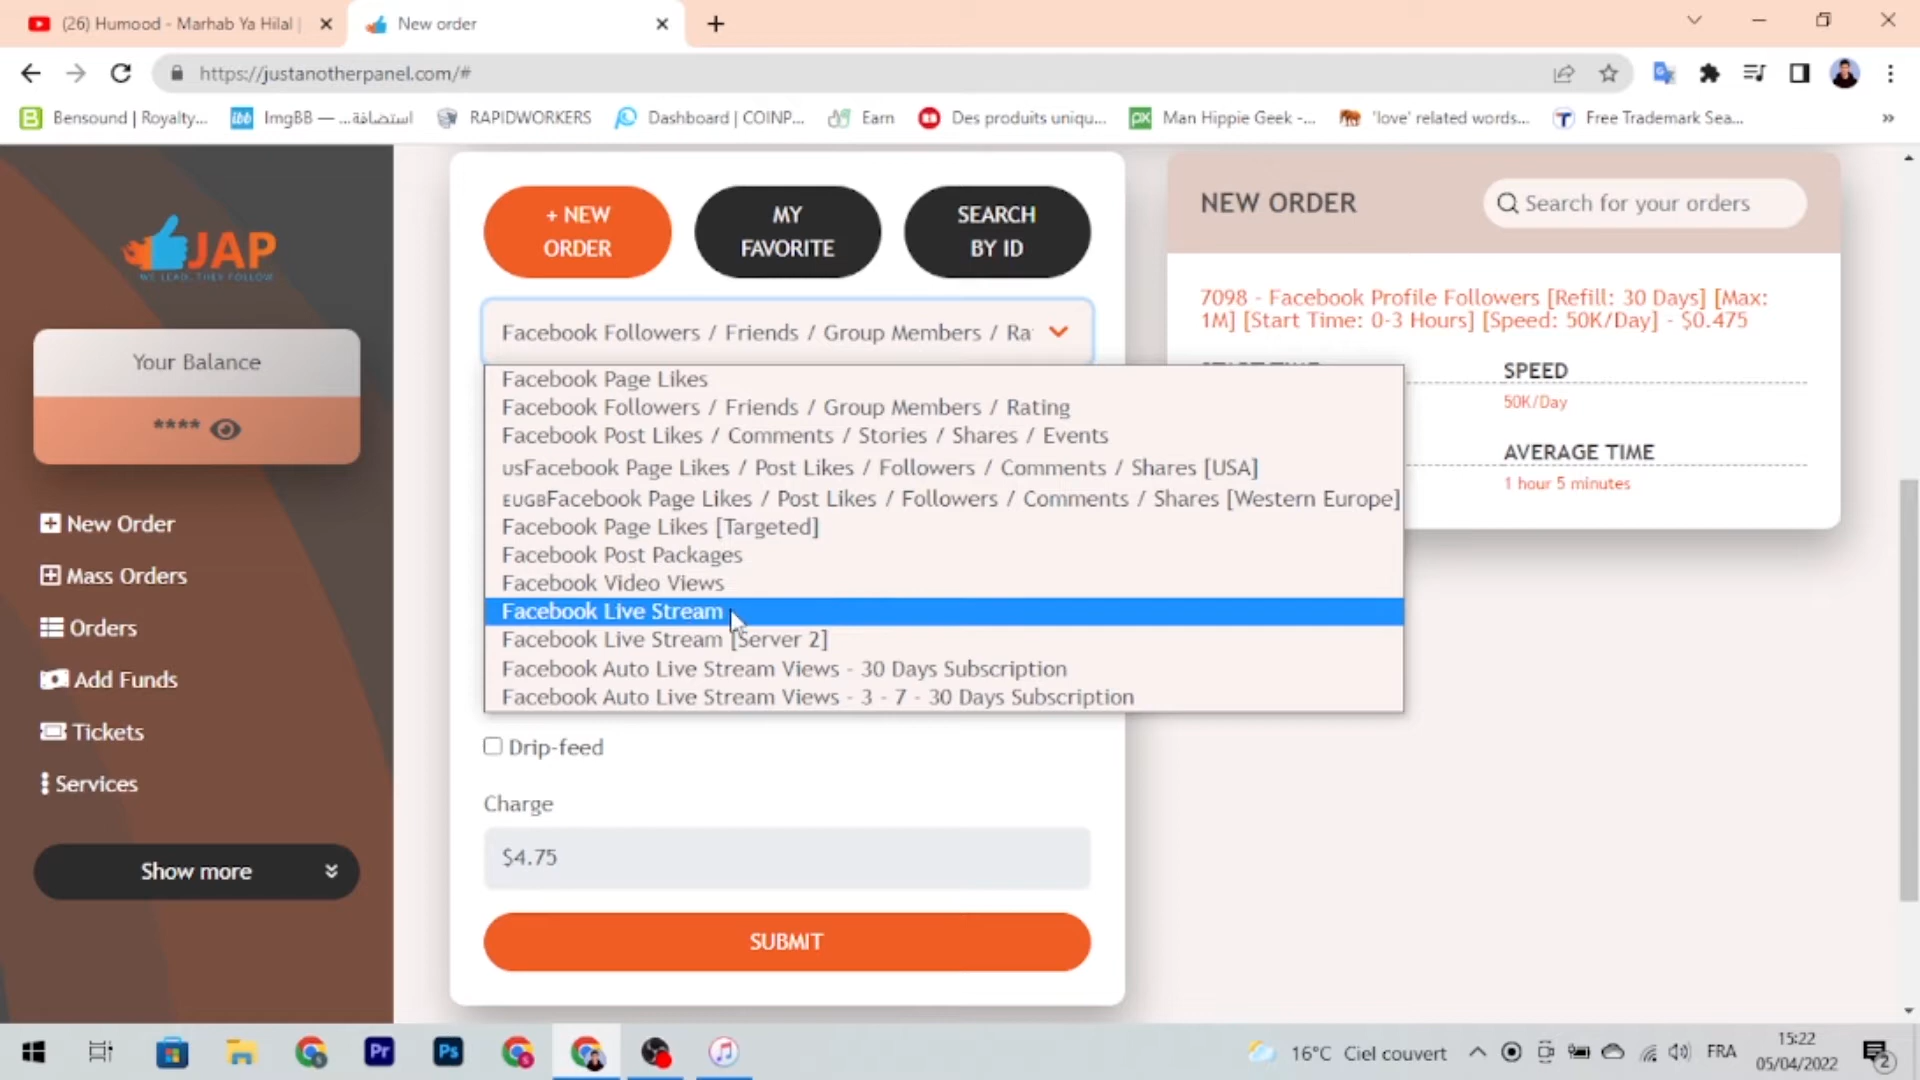 (26) Humood - Marhab Ya Hilal |
New order
https://justanotherpanel.com/#
Bensound | Royalty...
ImgBB — ...استضافة
RAPIDWORKERS
Dashboard | COINP...
Earn
Des produits uniqu...
Man Hippie Geek -...
'love' related words...
Free Trademark Sea...
»
JAP
WE LEAD, THEY FOLLOW
Your Balance
****
New Order
Mass Orders
Orders
Add Funds
Tickets
Services
Show more
+ NEW
ORDER
MY
FAVORITE
SEARCH
BY ID
Facebook Followers / Friends / Group Members / Ra
Facebook Page Likes
Facebook Followers / Friends / Group Members / Rating
Facebook Post Likes / Comments / Stories / Shares / Events
USFacebook Page Likes / Post Likes / Followers / Comments / Shares [USA]
EUGBFacebook Page Likes / Post Likes / Followers / Comments / Shares [Western Europe]
Facebook Page Likes [Targeted]
Facebook Post Packages
Facebook Video Views
Facebook Live Stream
Facebook Live Stream [Server 2]
Facebook Auto Live Stream Views - 30 Days Subscription
Facebook Auto Live Stream Views - 3 - 7 - 30 Days Subscription
Drip-feed
Charge
$4.75
SUBMIT
NEW ORDER
Search for your orders
7098 - Facebook Profile Followers [Refill: 30 Days] [Max:
1M] [Start Time: 0-3 Hours] [Speed: 50K/Day] - $0.475
SPEED
50K/Day
AVERAGE TIME
1 hour 5 minutes
Pr
Ps
16°C Ciel couvert
FRA
15:22
05/04/2022
2